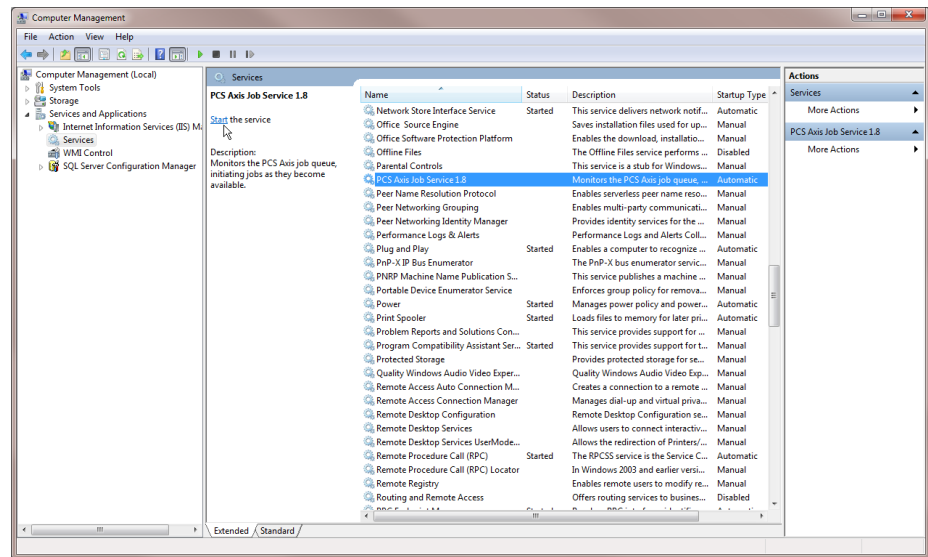 Computer Management
File Action View Help
Computer Management (Local)
System Tools
Storage
Services and Applications
Internet Information Services (IIS) Ma
Services
WMI Control
SQL Server Configuration Manager
Services
PCS Axis Job Service 1.8
Start the service
Description:
Monitors the PCS Axis job queue,
initiating jobs as they become
available.
Name Status Description Startup Type
Network Store Interface Service Started This service delivers network notif... Automatic
Office Source Engine Saves installation files used for up... Manual
Office Software Protection Platform Enables the download, installatio... Manual
Offline Files The Offline Files service performs ... Disabled
Parental Controls This service is a stub for Windows... Manual
PCS Axis Job Service 1.8 Monitors the PCS Axis job queue, ... Automatic
Peer Name Resolution Protocol Enables serverless peer name reso... Manual
Peer Networking Grouping Enables multi-party communicati... Manual
Peer Networking Identity Manager Provides identity services for the ... Manual
Performance Logs & Alerts Performance Logs and Alerts Coll... Manual
Plug and Play Started Enables a computer to recognize ... Automatic
PnP-X IP Bus Enumerator The PnP-X bus enumerator servic... Manual
PNRP Machine Name Publication S... This service publishes a machine ... Manual
Portable Device Enumerator Service Enforces group policy for remova... Manual
Power Started Manages power policy and power... Automatic
Print Spooler Started Loads files to memory for later pri... Automatic
Problem Reports and Solutions Con... This service provides support for ... Manual
Program Compatibility Assistant Ser... Started This service provides support for t... Manual
Protected Storage Provides protected storage for se... Manual
Quality Windows Audio Video Exper... Quality Windows Audio Video Exp... Manual
Remote Access Auto Connection M... Creates a connection to a remote ... Manual
Remote Access Connection Manager Manages dial-up and virtual priva... Manual
Remote Desktop Configuration Remote Desktop Configuration se... Manual
Remote Desktop Services Allows users to connect interactiv... Manual
Remote Desktop Services UserMode... Allows the redirection of Printers/... Manual
Remote Procedure Call (RPC) Started The RPCSS service is the Service C... Automatic
Remote Procedure Call (RPC) Locator In Windows 2003 and earlier versi... Manual
Remote Registry Enables remote users to modify re... Manual
Routing and Remote Access Offers routing services to busines... Disabled
Extended Standard
Actions
Services
More Actions
PCS Axis Job Service 1.8
More Actions